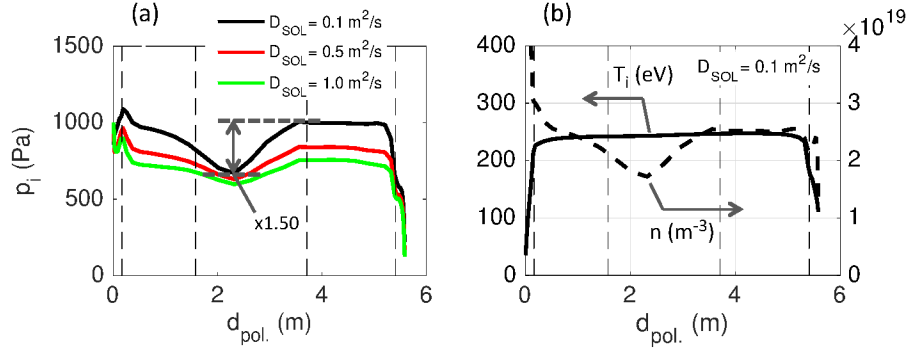 (a)
D_SOL = 0.1 m²/s
D_SOL = 0.5 m²/s
D_SOL = 1.0 m²/s
1500
1000
500
0
p_i (Pa)
x1.50
0 2 4 6
d_pol. (m)
(b)
×10^19
400
300
200
100
0
T_i (eV)
D_SOL = 0.1 m²/s
n (m⁻³)
4
3
2
1
0
0 2 4 6
d_pol. (m)